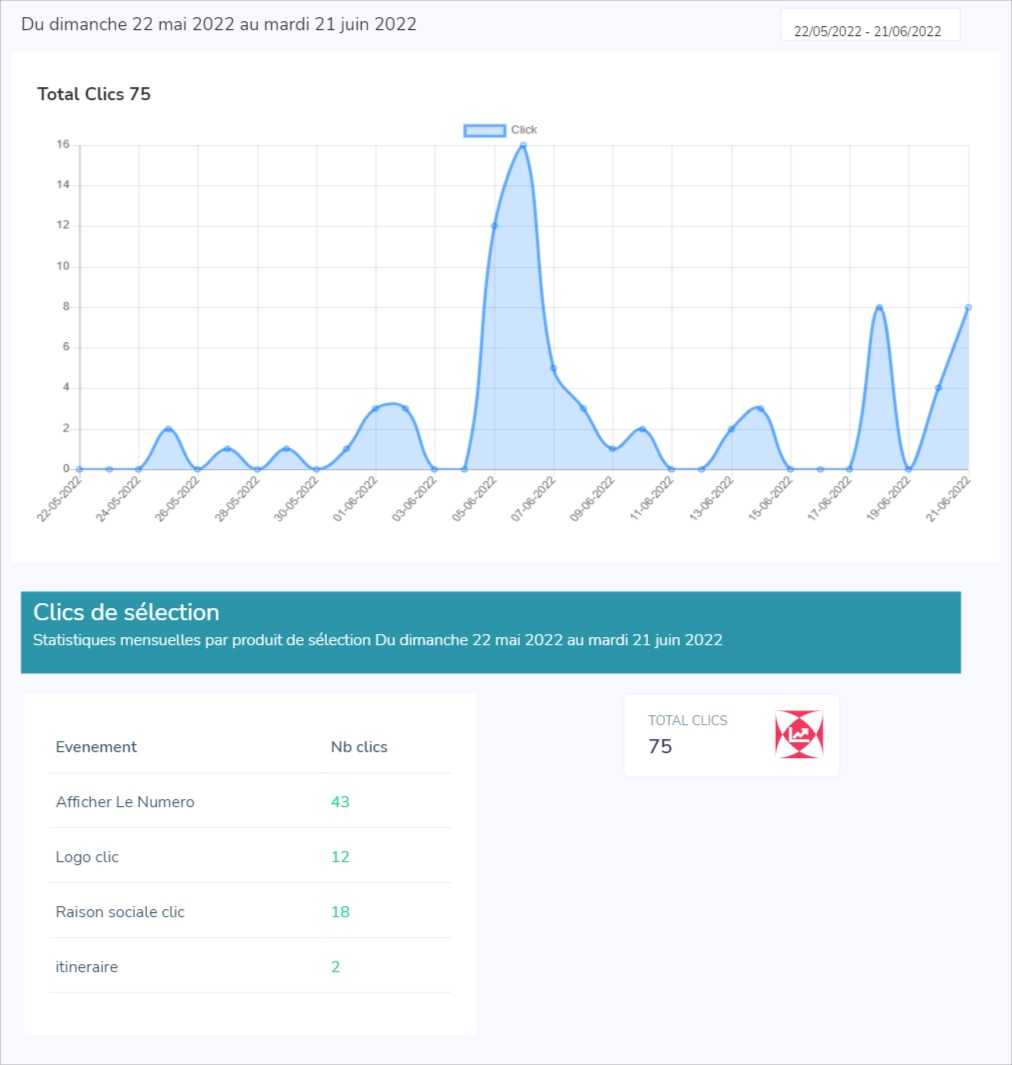 Du dimanche 22 mai 2022 au mardi 21 juin 2022
22/05/2022 - 21/06/2022
Total Clics 75
Click
16
14
12
10
8
6
4
2
0
22-05-2022
24-05-2022
26-05-2022
28-05-2022
30-05-2022
01-06-2022
03-06-2022
05-06-2022
07-06-2022
09-06-2022
11-06-2022
13-06-2022
15-06-2022
17-06-2022
19-06-2022
21-06-2022
Clics de sélection
Statistiques mensuelles par produit de sélection Du dimanche 22 mai 2022 au mardi 21 juin 2022
Evenement Nb clics
Afficher Le Numero 43
Logo clic 12
Raison sociale clic 18
itineraire 2
TOTAL CLICS
75